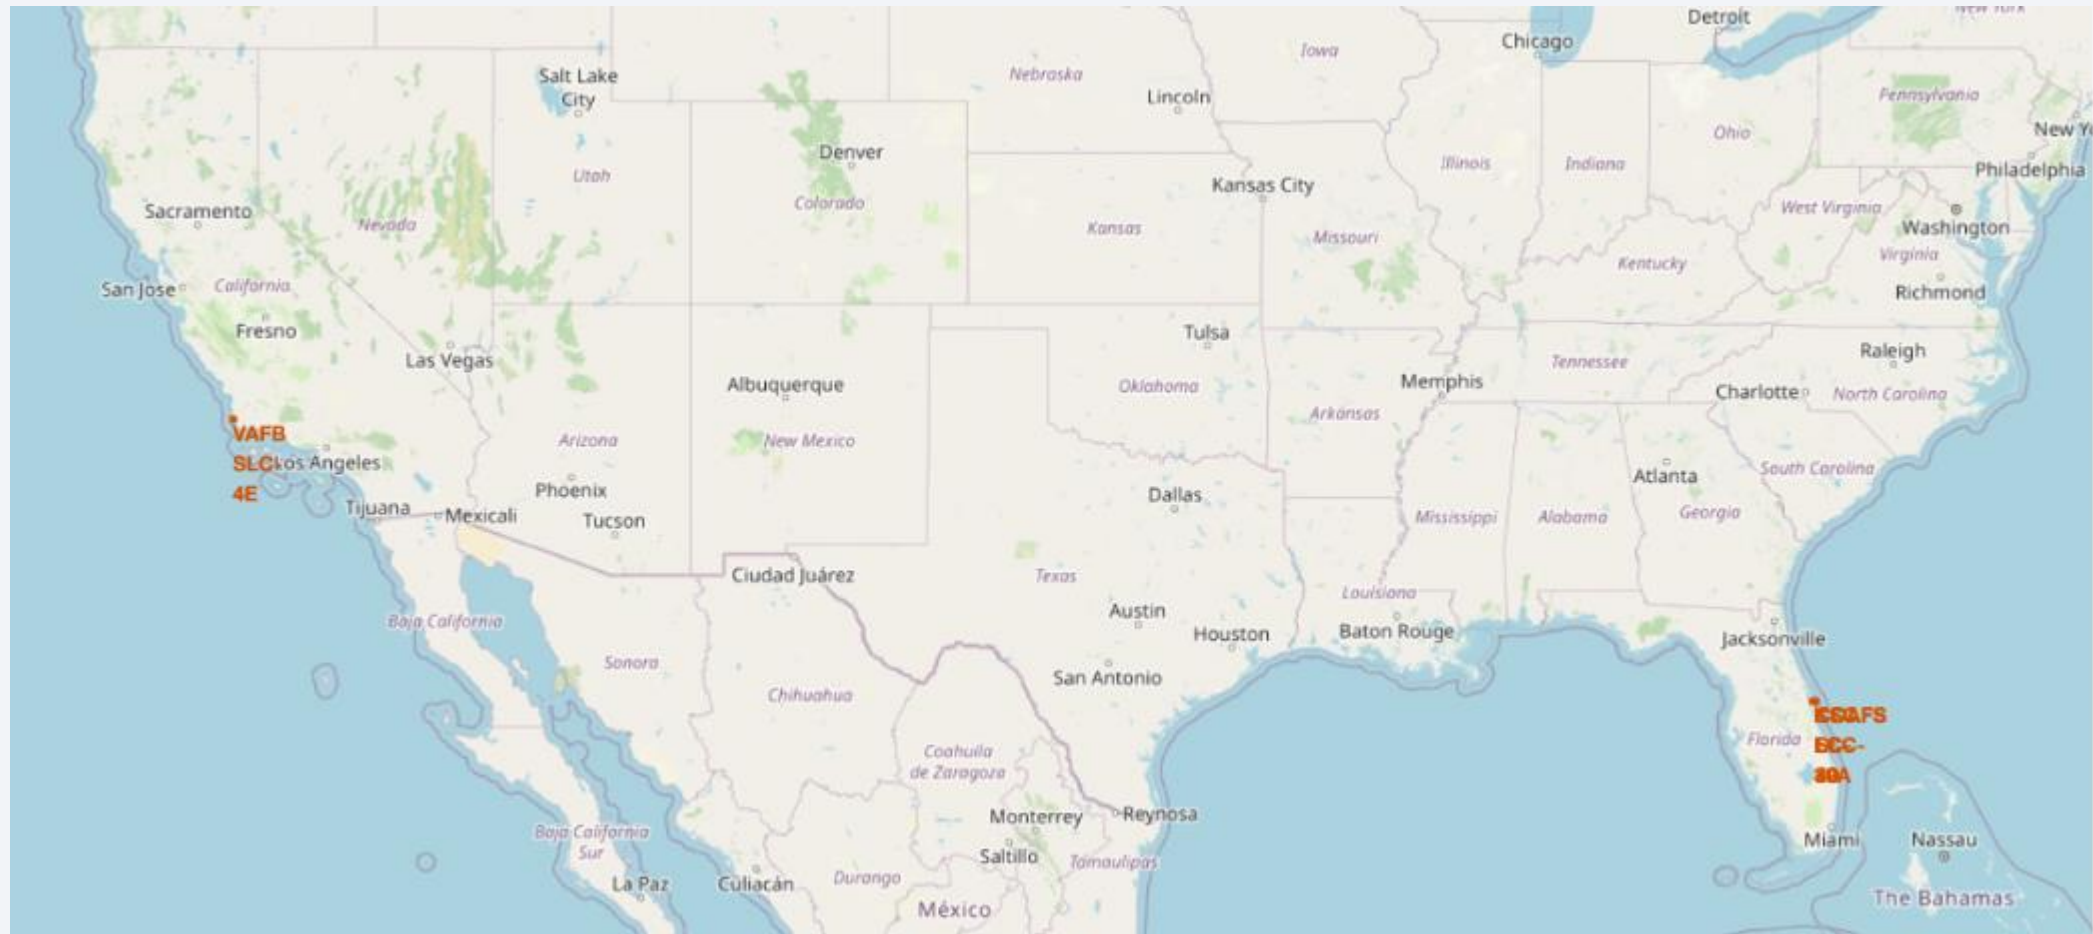 New York
Detroit
Chicago
Iowa
Nebraska
Salt Lake
City
Lincoln
Pennsylvania
Ohio
New Yo
Denver
Illinois
Indiana
Philadelphia
Utah
Kansas City
Colorado
Sacramento
Nevada
West Virginia
Washington
Kansas
Missouri
Virginia
Kentucky
San Jose
California
Richmond
Fresno
Tulsa
Las Vegas
Raleigh
Tennessee
Albuquerque
Oklahoma
Memphis
Charlotte
North Carolina
Arkansas
VAFB
SLC-
4E
Los Angeles
Arizona
New Mexico
Atlanta
South Carolina
Phoenix
Dallas
Tijuana
Mexicali
Tucson
Mississippi
Alabama
Georgia
Ciudad Juárez
Texas
Louisiana
Austin
Baja California
Houston
Baton Rouge
Jacksonville
Sonora
San Antonio
Chihuahua
Florida
Coahuila
de Zaragoza
Monterrey
Reynosa
Baja California
Sur
Miami
Nassau
Saltillo
Tamaulipas
La Paz
Culiacán
Durango
México
The Bahamas